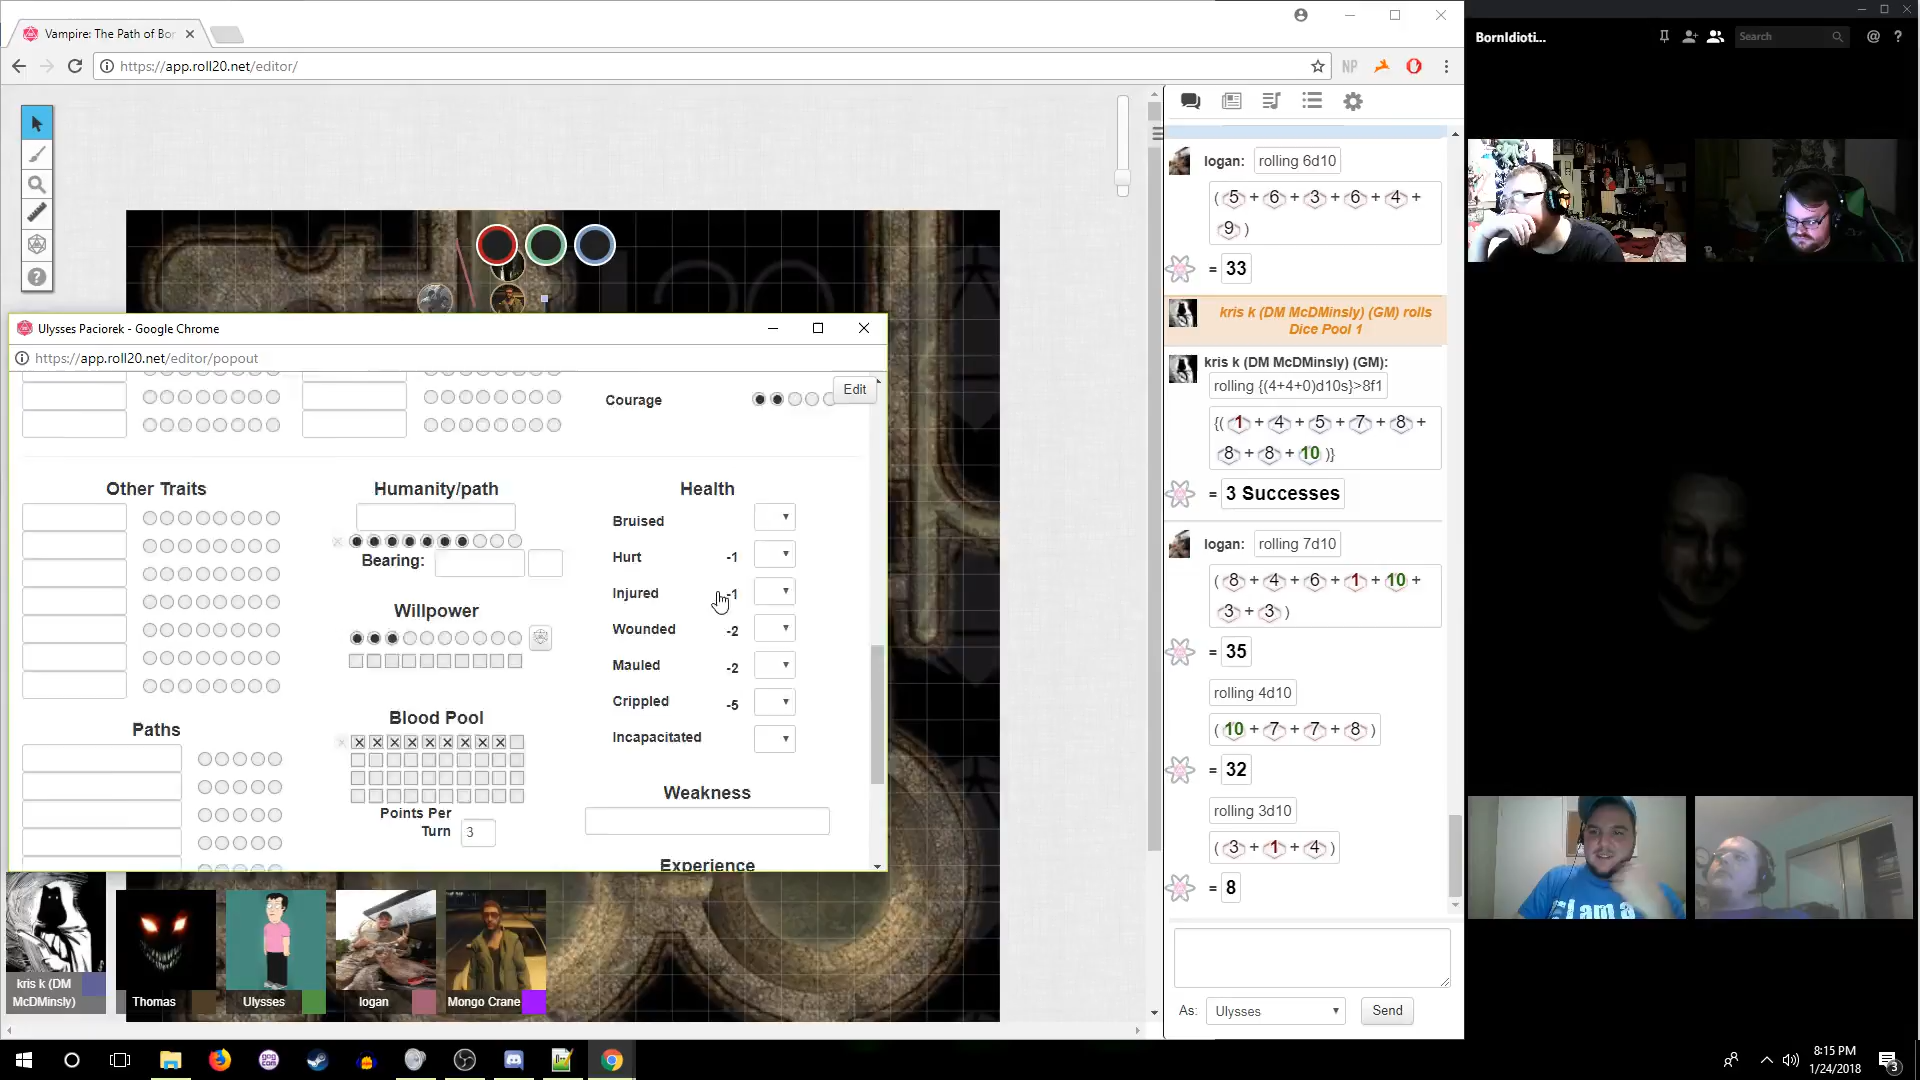 Vampire: The Path of Bor
https://app.roll20.net/editor/
NP
Ulysses Paciorek - Google Chrome
https://app.roll20.net/editor/popout
Edit
Courage
Other Traits
Humanity/path
Bearing:
Willpower
Blood Pool
Points Per
Turn
3
Paths
Health
Bruised
Hurt -1
Injured -1
Wounded -2
Mauled -2
Crippled -5
Incapacitated
Weakness
Experience
kris k (DM
McDMinsly)
Thomas
Ulysses
logan
Mongo Crane
logan: rolling 6d10
(5+6+3+6+4+
9)
= 33
kris k (DM McDMinsly) (GM) rolls
Dice Pool 1
kris k (DM McDMinsly) (GM):
rolling {(4+4+0)d10s}>8f1
{(1+4+5+7+8+
8+8+10)}
= 3 Successes
logan: rolling 7d10
(8+4+6+1+10+
3+3)
= 35
rolling 4d10
(10+7+7+8)
= 32
rolling 3d10
(3+1+4)
= 8
As: Ulysses
Send
BornIdioti...
Search
@ ?
I am a
8:15 PM
1/24/2018
3